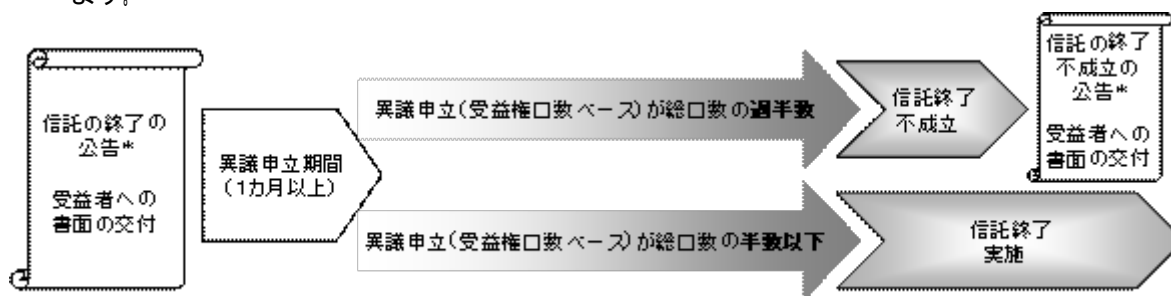 ます。
信託の終了の
公告*
受益者への
書面の交付
異議申立期間
(1カ月以上)
異議申立(受益権口数ベース)が総口数の過半数
信託終了
不成立
信託の終了
不成立の
公告*
受益者への
書面の交付
異議申立(受益権口数ベース)が総口数の半数以下
信託終了
実施